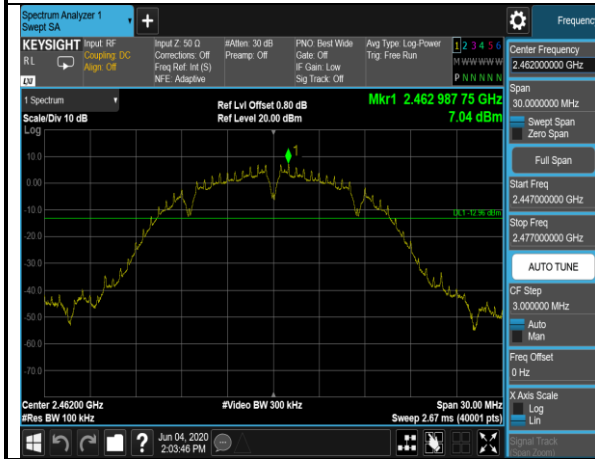 Spectrum Analyzer 1
Swept SA
Frequency
KEYSIGHT
RL
LXI
Input: RF
Coupling: DC
Align: Off
Input Z: 50 Ω
Corrections: Off
Freq Ref: Int (S)
NFE: Adaptive
#Atten: 30 dB
Preamp: Off
PNO: Best Wide
Gate: Off
IF Gain: Low
Sig Track: Off
Avg Type: Log-Power
Trig: Free Run
1 2 3 4 5 6
M W W W W W
P N N N N N
1 Spectrum
Scale/Div 10 dB
Log
Ref Lvl Offset 0.80 dB
Ref Level 20.00 dBm
Mkr1 2.462 987 75 GHz
7.04 dBm
1
10.0
0.00
-10.0
DL1 -12.96 dBm
-20.0
-30.0
-40.0
-50.0
-60.0
-70.0
Center 2.46200 GHz
#Res BW 100 kHz
#Video BW 300 kHz
Span 30.00 MHz
Sweep 2.67 ms (40001 pts)
Jun 04, 2020
2:03:46 PM
?
Center Frequency
2.462000000 GHz
Span
30.0000000 MHz
Swept Span
Zero Span
Full Span
Start Freq
2.447000000 GHz
Stop Freq
2.477000000 GHz
AUTO TUNE
CF Step
3.000000 MHz
Auto
Man
Freq Offset
0 Hz
X Axis Scale
Log
Lin
Signal Track
(Span Zoom)